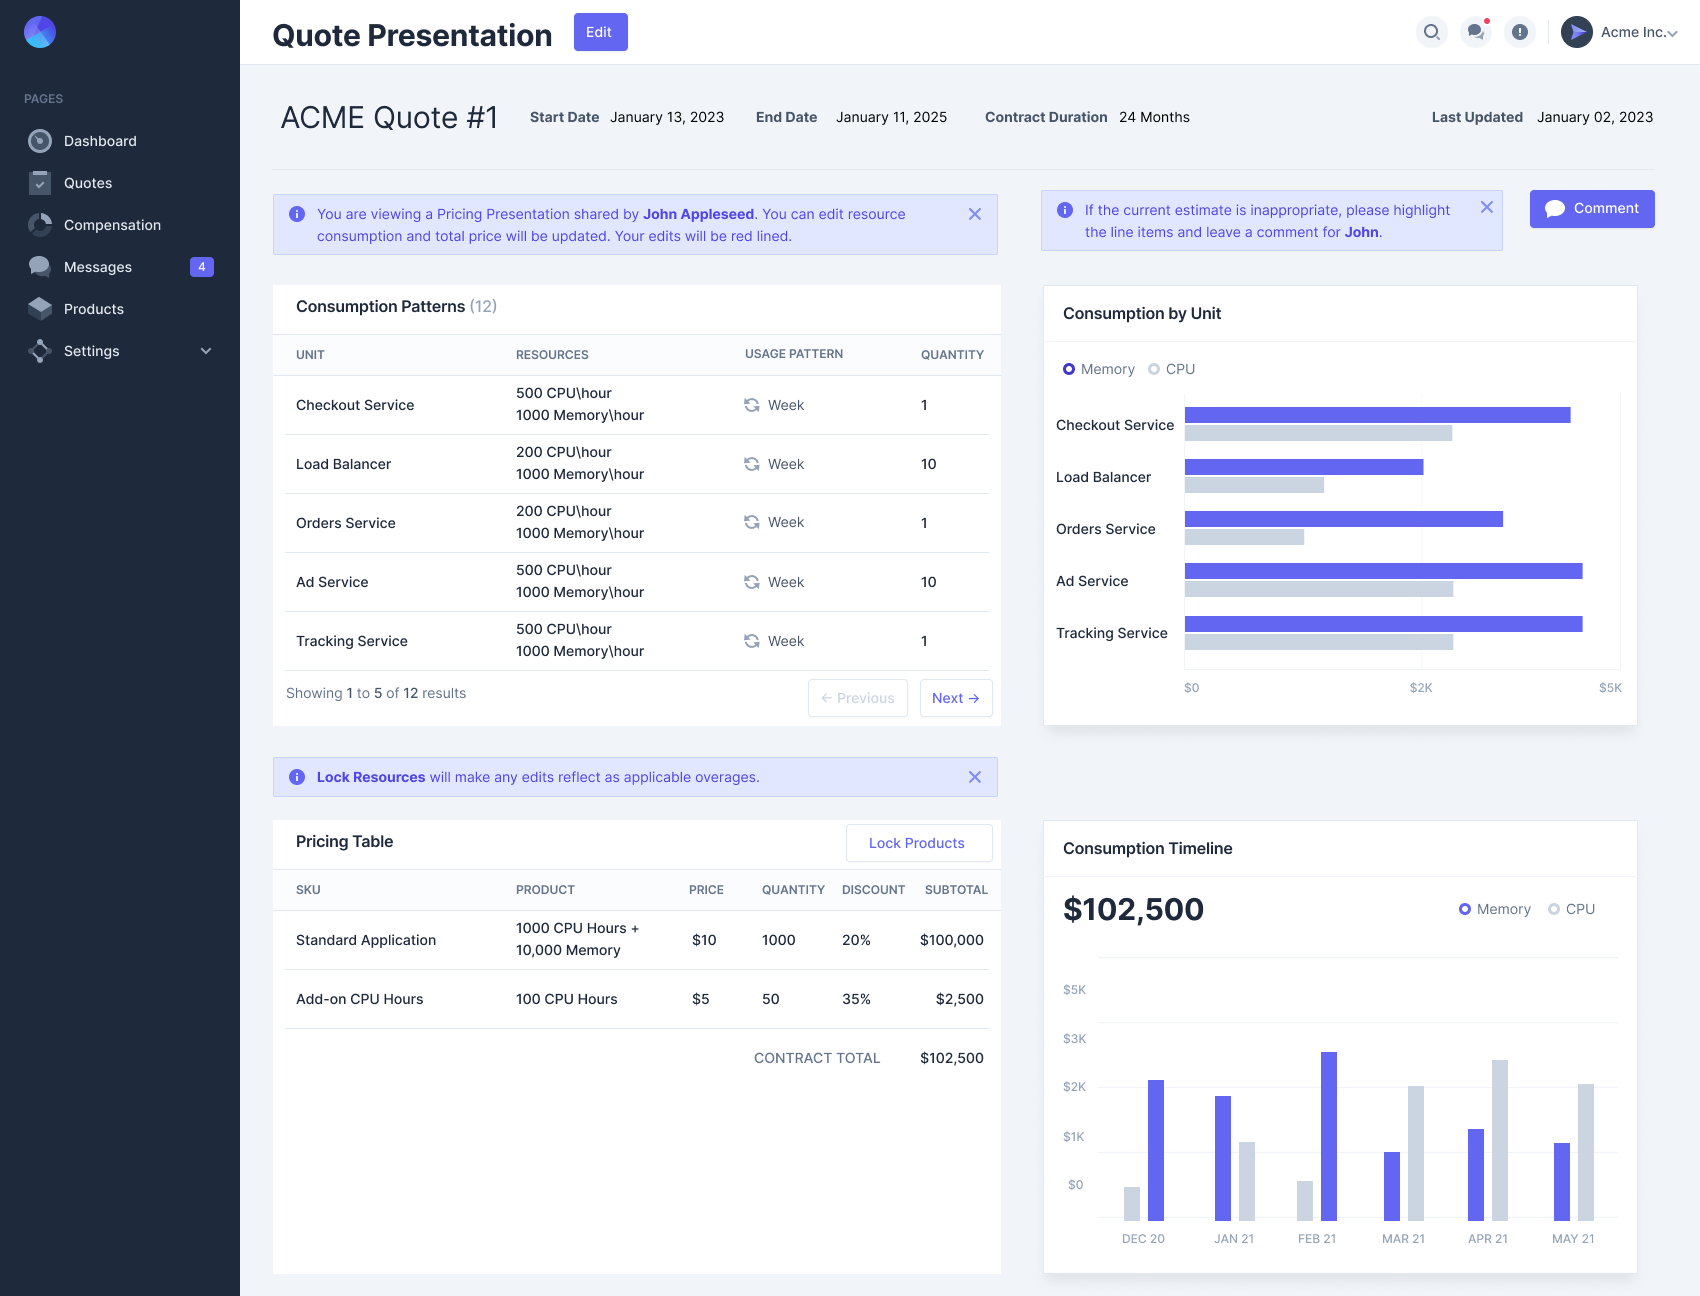 Quote Presentation
Edit
Acme Inc.
PAGES
Dashboard
Quotes
Compensation
Messages
4
Products
Settings
ACME Quote #1
Start Date January 13, 2023
End Date January 11, 2025
Contract Duration 24 Months
Last Updated January 02, 2023
You are viewing a Pricing Presentation shared by John Appleseed. You can edit resource
consumption and total price will be updated. Your edits will be red lined.
If the current estimate is inappropriate, please highlight
the line items and leave a comment for John.
Comment
Consumption Patterns (12)
UNIT RESOURCES USAGE PATTERN QUANTITY
Checkout Service 500 CPU\hour Week 1
1000 Memory\hour
Load Balancer 200 CPU\hour Week 10
1000 Memory\hour
Orders Service 200 CPU\hour Week 1
1000 Memory\hour
Ad Service 500 CPU\hour Week 10
1000 Memory\hour
Tracking Service 500 CPU\hour Week 1
1000 Memory\hour
Showing 1 to 5 of 12 results
← Previous
Next →
Consumption by Unit
Memory CPU
Checkout Service
Load Balancer
Orders Service
Ad Service
Tracking Service
$0 $2K $5K
Lock Resources will make any edits reflect as applicable overages.
Pricing Table
Lock Products
SKU PRODUCT PRICE QUANTITY DISCOUNT SUBTOTAL
Standard Application 1000 CPU Hours + $10 1000 20% $100,000
10,000 Memory
Add-on CPU Hours 100 CPU Hours $5 50 35% $2,500
CONTRACT TOTAL $102,500
Consumption Timeline
$102,500
Memory CPU
$5K
$3K
$2K
$1K
$0
DEC 20 JAN 21 FEB 21 MAR 21 APR 21 MAY 21